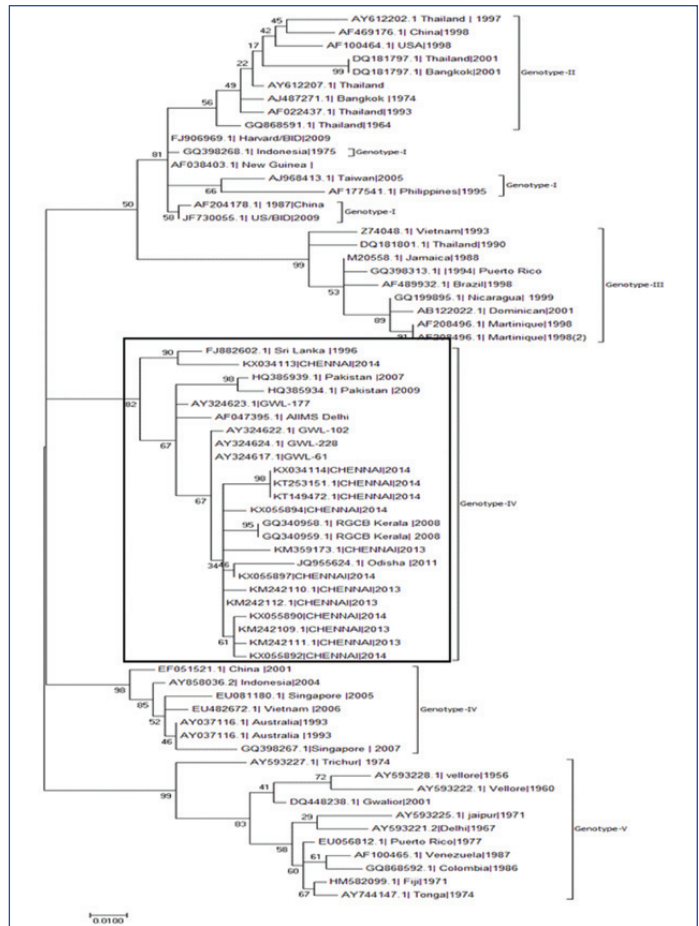 45
AY612202.1 Thailand | 1997
42
AF469176.1 | China|1998
17
AF100464.1 | USA|1998
22
DQ181797.1 | Thailand|2001
99
DQ181797.1 | Bangkok|2001
49
AY612207.1 | Thailand
AJ487271.1 | Bangkok |1974
56
AF022437.1 | Thailand|1993
GQ868591.1 | Thailand|1964
Genotype-II
FJ906969.1| Harvard/BID|2009
81
GQ398268.1| Indonesia|1975
Genotype-I
AF038403.1| New Guinea |
AJ968413.1| Taiwan|2005
66
AF177541.1| Philippines|1995
Genotype-I
50
AF204178.1 | 1987|China
58
JF730055.1| US/BID|2009
Genotype-I
Z74048.1| Vietnam|1993
DQ181801.1| Thailand|1990
99
M20558.1| Jamaica|1988
GQ398313.1| |1994| Puerto Rico
53
AF489932.1| Brazil|1998
GQ199895.1| Nicaragua| 1999
89
AB122022.1| Dominican|2001
AF208496.1| Martinique|1998
91
AF208496.1| Martinique|1998(2)
Genotype-III
FJ882602.1| Sri Lanka |1996
90
KX034113|CHENNAI|2014
98
HQ385939.1| Pakistan |2007
HQ385934.1| Pakistan |2009
82
AY324623.1|GWL-177
AF047395.1| AIIMS Delhi
67
AY324622.1| GWL-102
AY324624.1| GWL-228
AY324617.1|GWL-61
KX034114|CHENNAI|2014
98
KT253151.1|CHENNAI|2014
67
KT149472.1|CHENNAI|2014
KX055894|CHENNAI|2014
95
GQ340958.1| RGCB Kerala |2008
GQ340959.1| RGCB Kerala| 2008
KM359173.1|CHENNAI|2013
34
46
JQ955624.1| Odisha |2011
KX055897|CHENNAI|2014
KM242110.1|CHENNAI|2013
KM242112.1|CHENNAI|2013
KX055890|CHENNAI|2014
KM242109.1|CHENNAI|2013
61
KM242111.1|CHENNAI|2013
KX055892|CHENNAI|2014
Genotype-IV
EF051521.1| China |2001
98
AY858036.2| Indonesia|2004
85
EU081180.1| Singapore |2005
52
EU482672.1| Vietnam |2006
AY037116.1| Australia|1993
46
AY037116.1| Australia |1993
GQ398267.1|Singapore | 2007
Genotype-IV
AY593227.1| Trichur| 1974
72
AY593228.1| vellore|1956
41
AY593222.1| Vellore|1960
99
DQ448238.1| Gwalior|2001
83
29
AY593225.1| jaipur|1971
AY593221.2|Delhi|1967
58
EU056812.1| Puerto Rico|1977
61
AF100465.1| Venezuela|1987
60
GQ868592.1| Colombia|1986
HM582099.1| Fiji|1971
67
AY744147.1| Tonga|1974
Genotype-V
0.0100